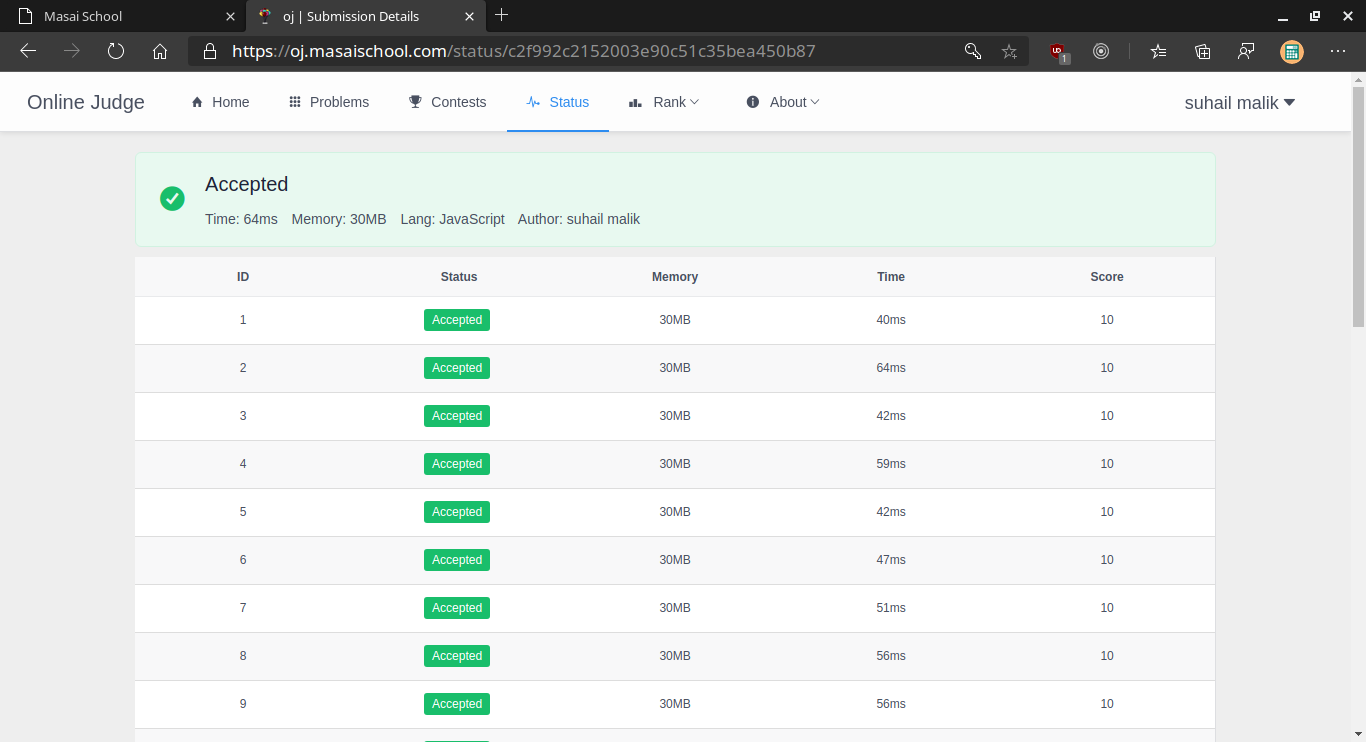 Masai School
oj | Submission Details
https://oj.masaischool.com/status/c2f992c2152003e90c51c35bea450b87
UO
1
Online Judge Home Problems Contests Status Rank About suhail malik
Accepted
Time: 64ms Memory: 30MB Lang: JavaScript Author: suhail malik
ID Status Memory Time Score
1 Accepted 30MB 40ms 10
2 Accepted 30MB 64ms 10
3 Accepted 30MB 42ms 10
4 Accepted 30MB 59ms 10
5 Accepted 30MB 42ms 10
6 Accepted 30MB 47ms 10
7 Accepted 30MB 51ms 10
8 Accepted 30MB 56ms 10
9 Accepted 30MB 56ms 10